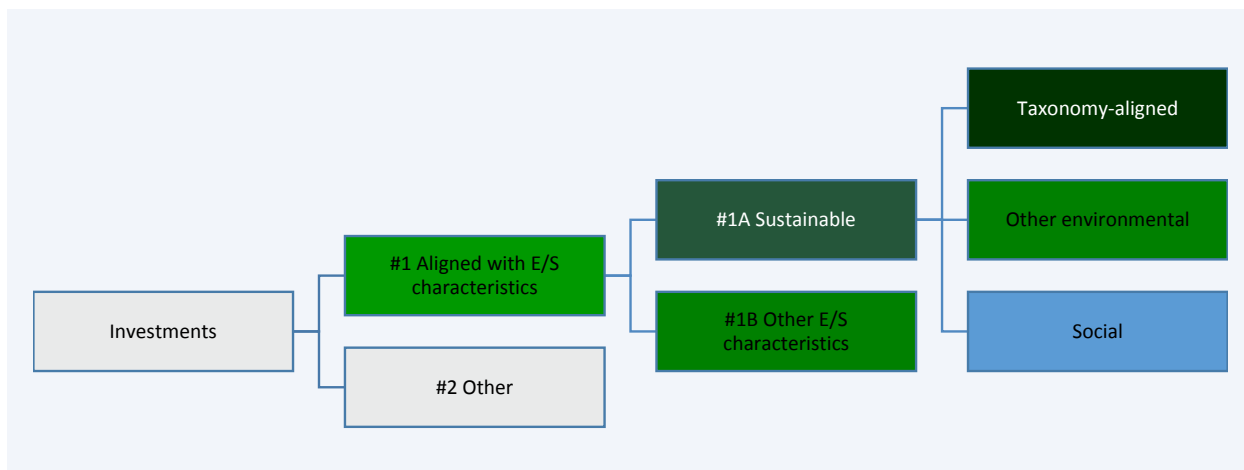 Investments
#1 Aligned with E/S
characteristics
#2 Other
#1A Sustainable
#1B Other E/S
characteristics
Taxonomy-aligned
Other environmental
Social